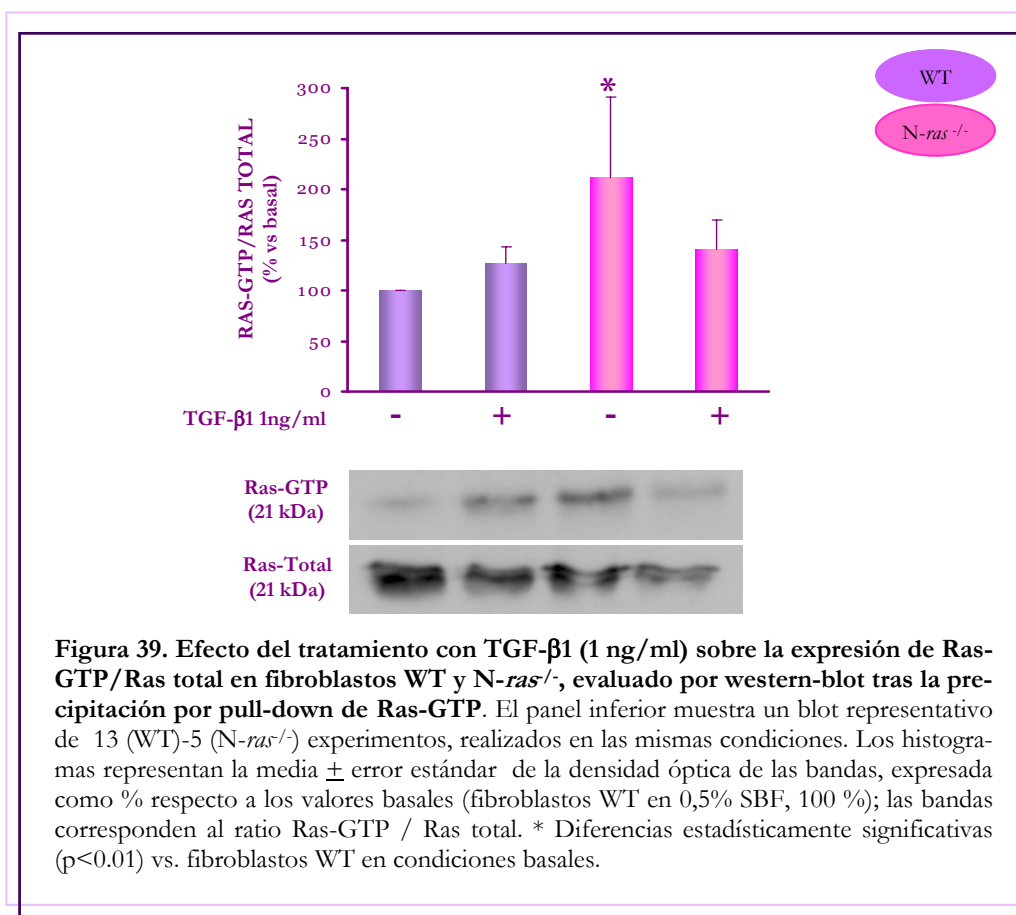 WT
N-ras -/-
*
300
250
200
150
100
50
0
RAS-GTP/RAS TOTAL
(% vs basal)
TGF-β1 1ng/ml - + - +
Ras-GTP
(21 kDa)
Ras-Total
(21 kDa)
Figura 39. Efecto del tratamiento con TGF-β1 (1 ng/ml) sobre la expresión de Ras-
GTP/Ras total en fibroblastos WT y N-ras-/-, evaluado por western-blot tras la pre-
cipitación por pull-down de Ras-GTP. El panel inferior muestra un blot representativo
de 13 (WT)-5 (N-ras-/-) experimentos, realizados en las mismas condiciones. Los histogra-
mas representan la media ± error estándar de la densidad óptica de las bandas, expresada
como % respecto a los valores basales (fibroblastos WT en 0,5% SBF, 100 %); las bandas
corresponden al ratio Ras-GTP / Ras total. * Diferencias estadísticamente significativas
(p<0.01) vs. fibroblastos WT en condiciones basales.